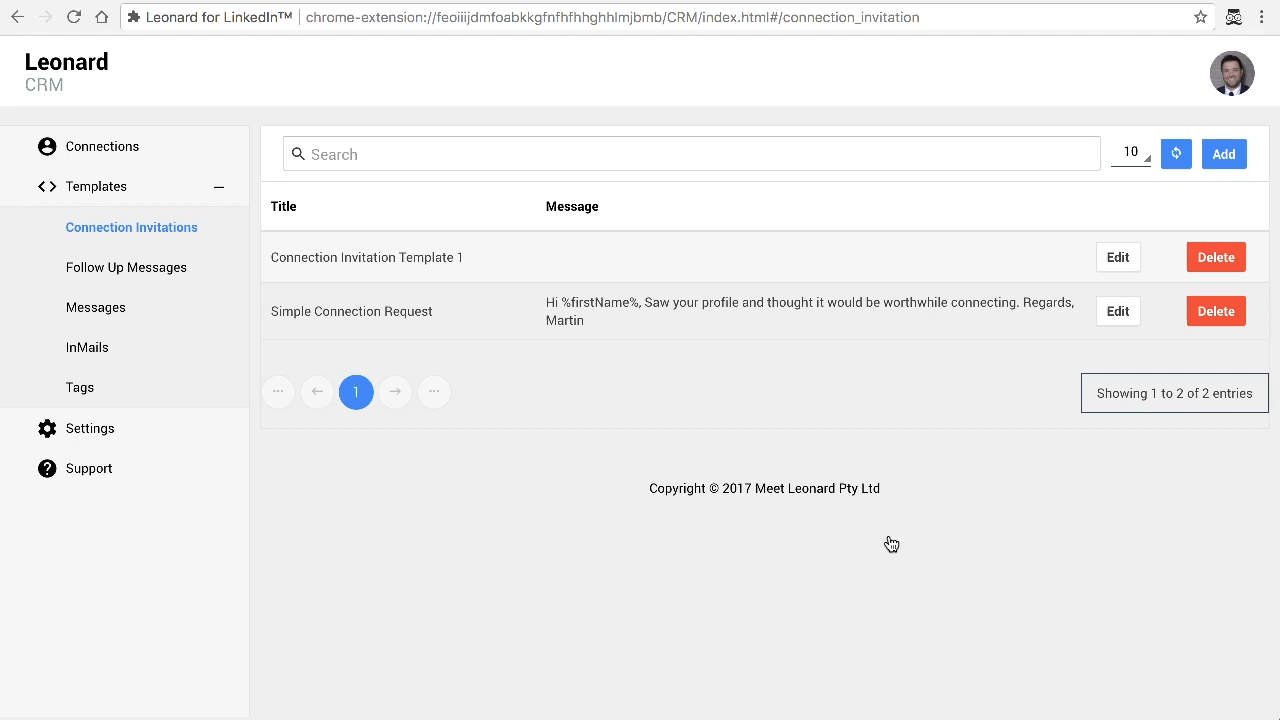 Leonard for LinkedIn™ chrome-extension://feoiiijdmfoabkkgfnfhfhhghhlmjbmb/CRM/index.html#/connection_invitation
Leonard
CRM
Connections
Templates
Connection Invitations
Follow Up Messages
Messages
InMails
Tags
Settings
Support
Search
10
Add
Title Message
Connection Invitation Template 1 Edit Delete
Simple Connection Request
Hi %firstName%, Saw your profile and thought it would be worthwhile connecting. Regards,
Martin
Edit Delete
1
Showing 1 to 2 of 2 entries
Copyright © 2017 Meet Leonard Pty Ltd